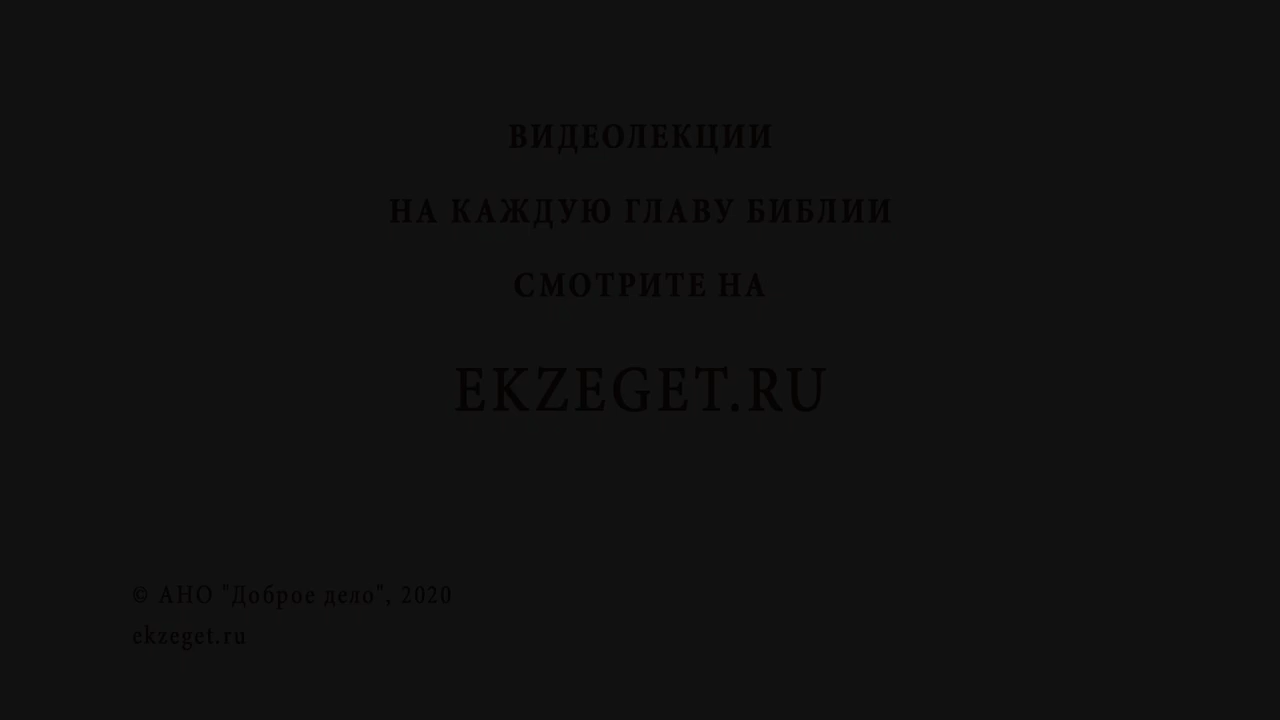 ВИДЕОЛЕКЦИИ
НА КАЖДУЮ ГЛАВУ БИБЛИИ
СМОТРИТЕ НА
EKZEGET.RU
© АНО "Доброе дело", 2020
ekzeget.ru